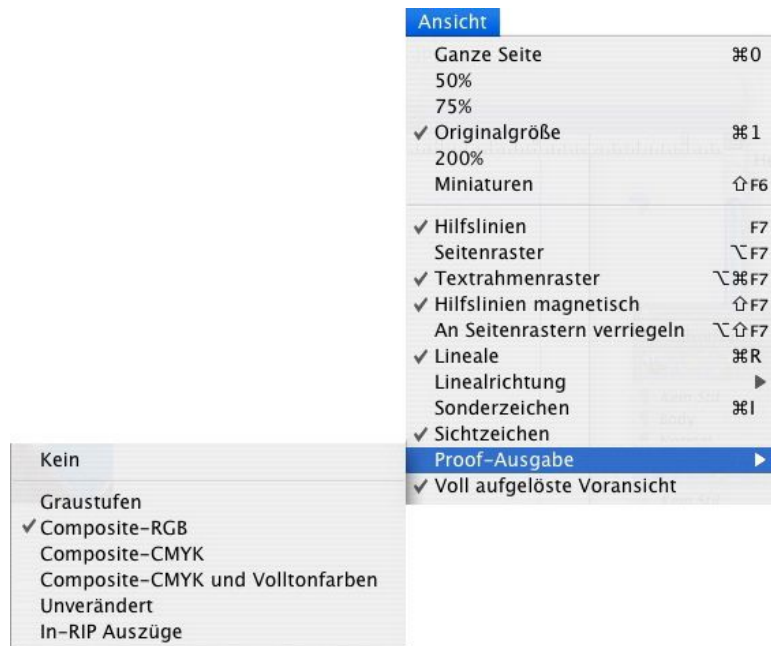 Ansicht
Ganze Seite ⌘0
50%
75%
✓ Originalgröße ⌘1
200%
Miniaturen ⇧F6
✓ Hilfslinien F7
Seitenraster ⌥F7
✓ Textrahmenraster ⌥⌘F7
✓ Hilfslinien magnetisch ⇧F7
An Seitenrastern verriegeln ⌥⇧F7
✓ Lineale ⌘R
Linealrichtung ▶
Sonderzeichen ⌘I
✓ Sichtzeichen
Proof-Ausgabe ▶
✓ Voll aufgelöste Voransicht
Kein
Graustufen
✓ Composite-RGB
Composite-CMYK
Composite-CMYK und Volltonfarben
Unverändert
In-RIP Auszüge